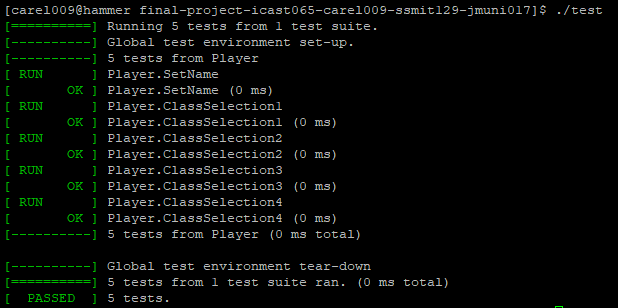 [care1009@hammer final-project-icast065-care1009-ssmit129-jmuni017]$ ./test
[==========] Running 5 tests from 1 test suite.
[----------] Global test environment set-up.
[----------] 5 tests from Player
[ RUN      ] Player.SetName
[       OK ] Player.SetName (0 ms)
[ RUN      ] Player.ClassSelection1
[       OK ] Player.ClassSelection1 (0 ms)
[ RUN      ] Player.ClassSelection2
[       OK ] Player.ClassSelection2 (0 ms)
[ RUN      ] Player.ClassSelection3
[       OK ] Player.ClassSelection3 (0 ms)
[ RUN      ] Player.ClassSelection4
[       OK ] Player.ClassSelection4 (0 ms)
[----------] 5 tests from Player (0 ms total)
[----------] Global test environment tear-down
[==========] 5 tests from 1 test suite ran. (0 ms total)
[  PASSED  ] 5 tests.